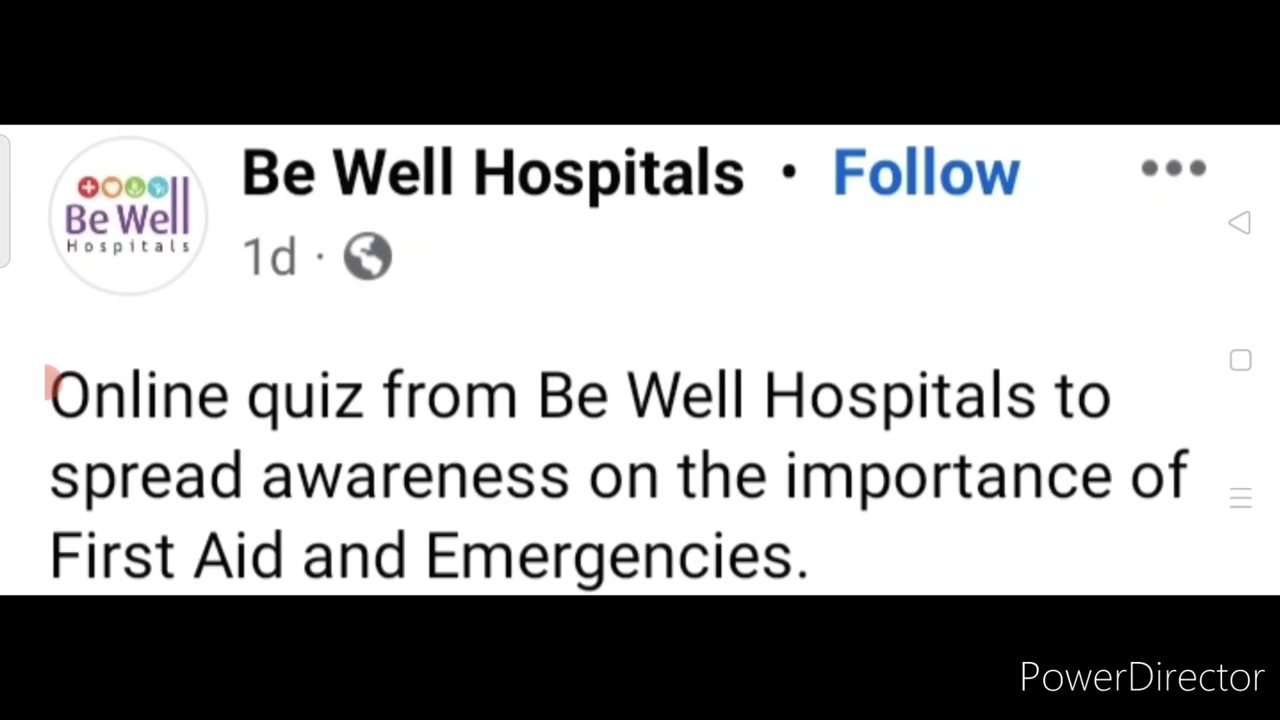 Be Well Hospitals • Follow
Be Well
Hospitals
1d ·
Online quiz from Be Well Hospitals to
spread awareness on the importance of
First Aid and Emergencies.
PowerDirector